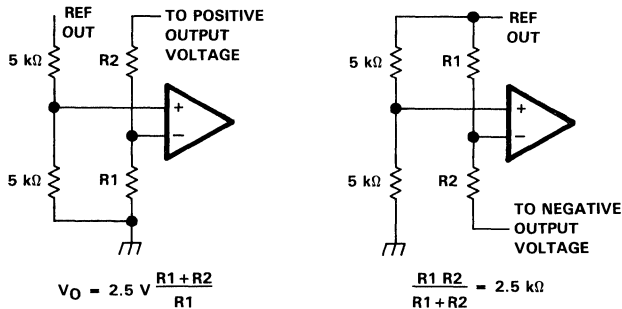 REF
OUT
TO POSITIVE
OUTPUT
VOLTAGE
5 kΩ
R2
+
−
5 kΩ
R1
V_O = 2.5 V (R1 + R2) / R1
REF
OUT
5 kΩ
R1
+
−
5 kΩ
R2
TO NEGATIVE
OUTPUT
VOLTAGE
(R1 R2) / (R1 + R2) = 2.5 kΩ